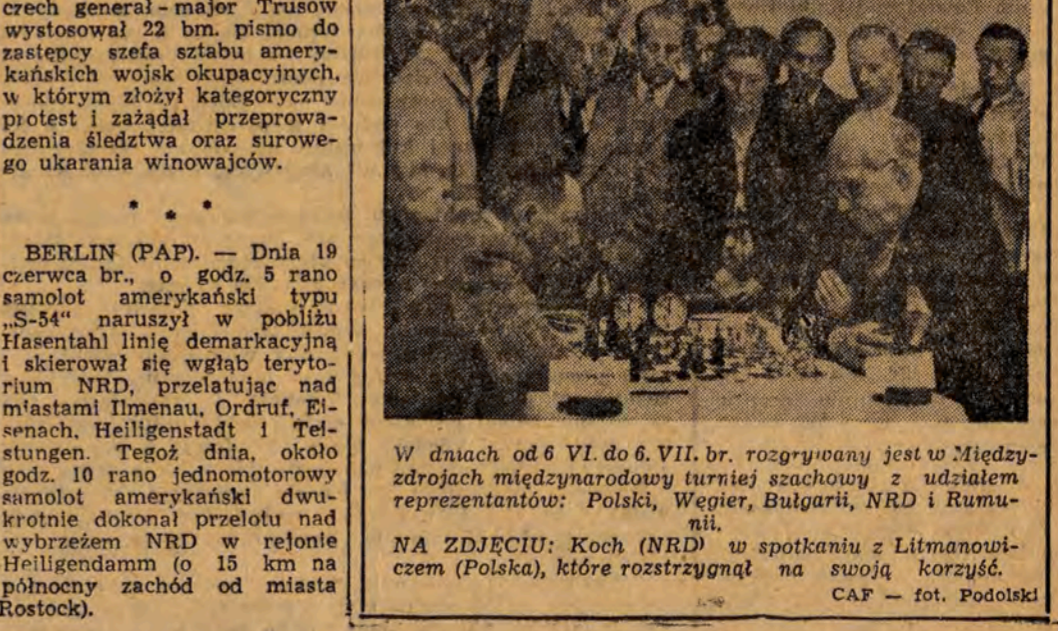 czech generał - major Trusow
wystosował 22 bm. pismo do
zastępcy szefa sztabu amery-
kańskich wojsk okupacyjnych,
w którym złożył kategoryczny
protest i zażądał przeprowa-
dzenia śledztwa oraz surowe-
go ukarania winowajców.
* * *
BERLIN (PAP). — Dnia 19
czerwca br., o godz. 5 rano
samolot amerykański typu
„S-54" naruszył w pobliżu
Hasentahl linię demarkacyjną
i skierował się wgłąb teryto-
rium NRD, przelatując nad
miastami Ilmenau, Ordruf, Ei-
senach, Heiligenstadt i Tei-
stungen. Tegoż dnia, około
godz. 10 rano jednomotorowy
samolot amerykański dwu-
krotnie dokonał przelotu nad
wybrzeżem NRD w rejonie
Heiligendamm (o 15 km na
północny zachód od miasta
Rostock).
W dniach od 6 VI. do 6. VII. br. rozgrywany jest w Między-
zdrojach międzynarodowy turniej szachowy z udziałem
reprezentantów: Polski, Węgier, Bułgarii, NRD i Rumu-
nii.
NA ZDJĘCIU: Koch (NRD) w spotkaniu z Litmanowi-
czem (Polska), które rozstrzygnął na swoją korzyść.
CAF — fot. Podolski